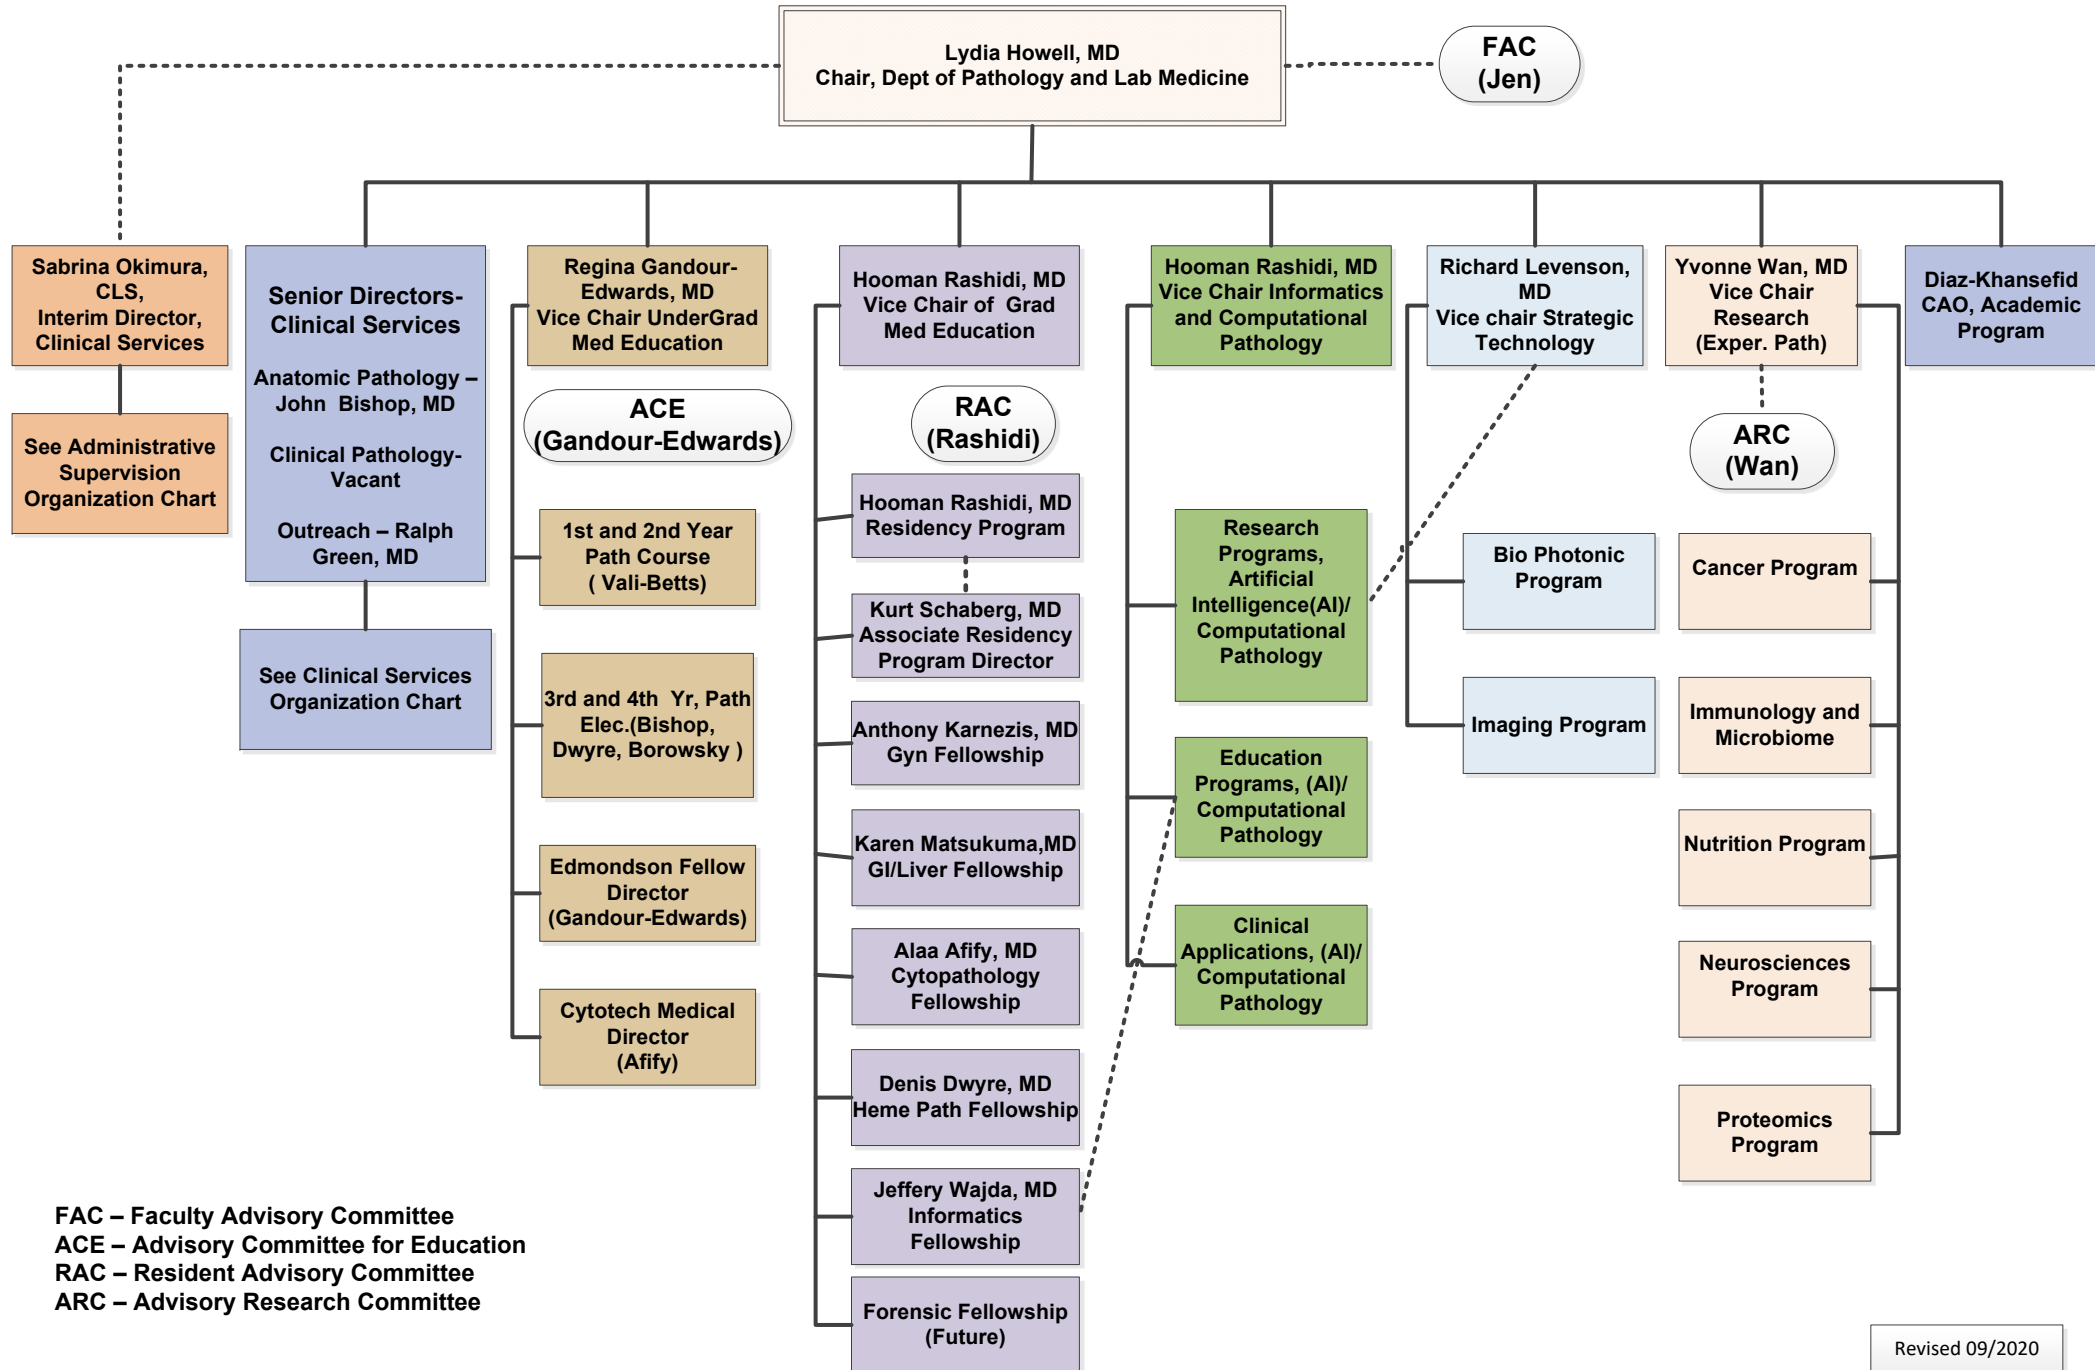 Lydia Howell, MD
Chair, Dept of Pathology and Lab Medicine
FAC
(Jen)
Sabrina Okimura,
CLS,
Interim Director,
Clinical Services
See Administrative
Supervision
Organization Chart
Senior Directors-
Clinical Services
Anatomic Pathology –
John Bishop, MD
Clinical Pathology-
Vacant
Outreach – Ralph
Green, MD
See Clinical Services
Organization Chart
Regina Gandour-
Edwards, MD
Vice Chair UnderGrad
Med Education
ACE
(Gandour-Edwards)
1st and 2nd Year
Path Course
( Vali-Betts)
3rd and 4th Yr, Path
Elec.(Bishop,
Dwyre, Borowsky )
Edmondson Fellow
Director
(Gandour-Edwards)
Cytotech Medical
Director
(Afify)
Hooman Rashidi, MD
Vice Chair of Grad
Med Education
RAC
(Rashidi)
Hooman Rashidi, MD
Residency Program
Kurt Schaberg, MD
Associate Residency
Program Director
Anthony Karnezis, MD
Gyn Fellowship
Karen Matsukuma,MD
GI/Liver Fellowship
Alaa Afify, MD
Cytopathology
Fellowship
Denis Dwyre, MD
Heme Path Fellowship
Jeffery Wajda, MD
Informatics
Fellowship
Forensic Fellowship
(Future)
Hooman Rashidi, MD
Vice Chair Informatics
and Computational
Pathology
Research
Programs,
Artificial
Intelligence(AI)/
Computational
Pathology
Education
Programs, (AI)/
Computational
Pathology
Clinical
Applications, (AI)/
Computational
Pathology
Richard Levenson,
MD
Vice chair Strategic
Technology
Bio Photonic
Program
Imaging Program
Yvonne Wan, MD
Vice Chair
Research
(Exper. Path)
ARC
(Wan)
Cancer Program
Immunology and
Microbiome
Nutrition Program
Neurosciences
Program
Proteomics
Program
Diaz-Khansefid
CAO, Academic
Program
FAC – Faculty Advisory Committee
ACE – Advisory Committee for Education
RAC – Resident Advisory Committee
ARC – Advisory Research Committee
Revised 09/2020